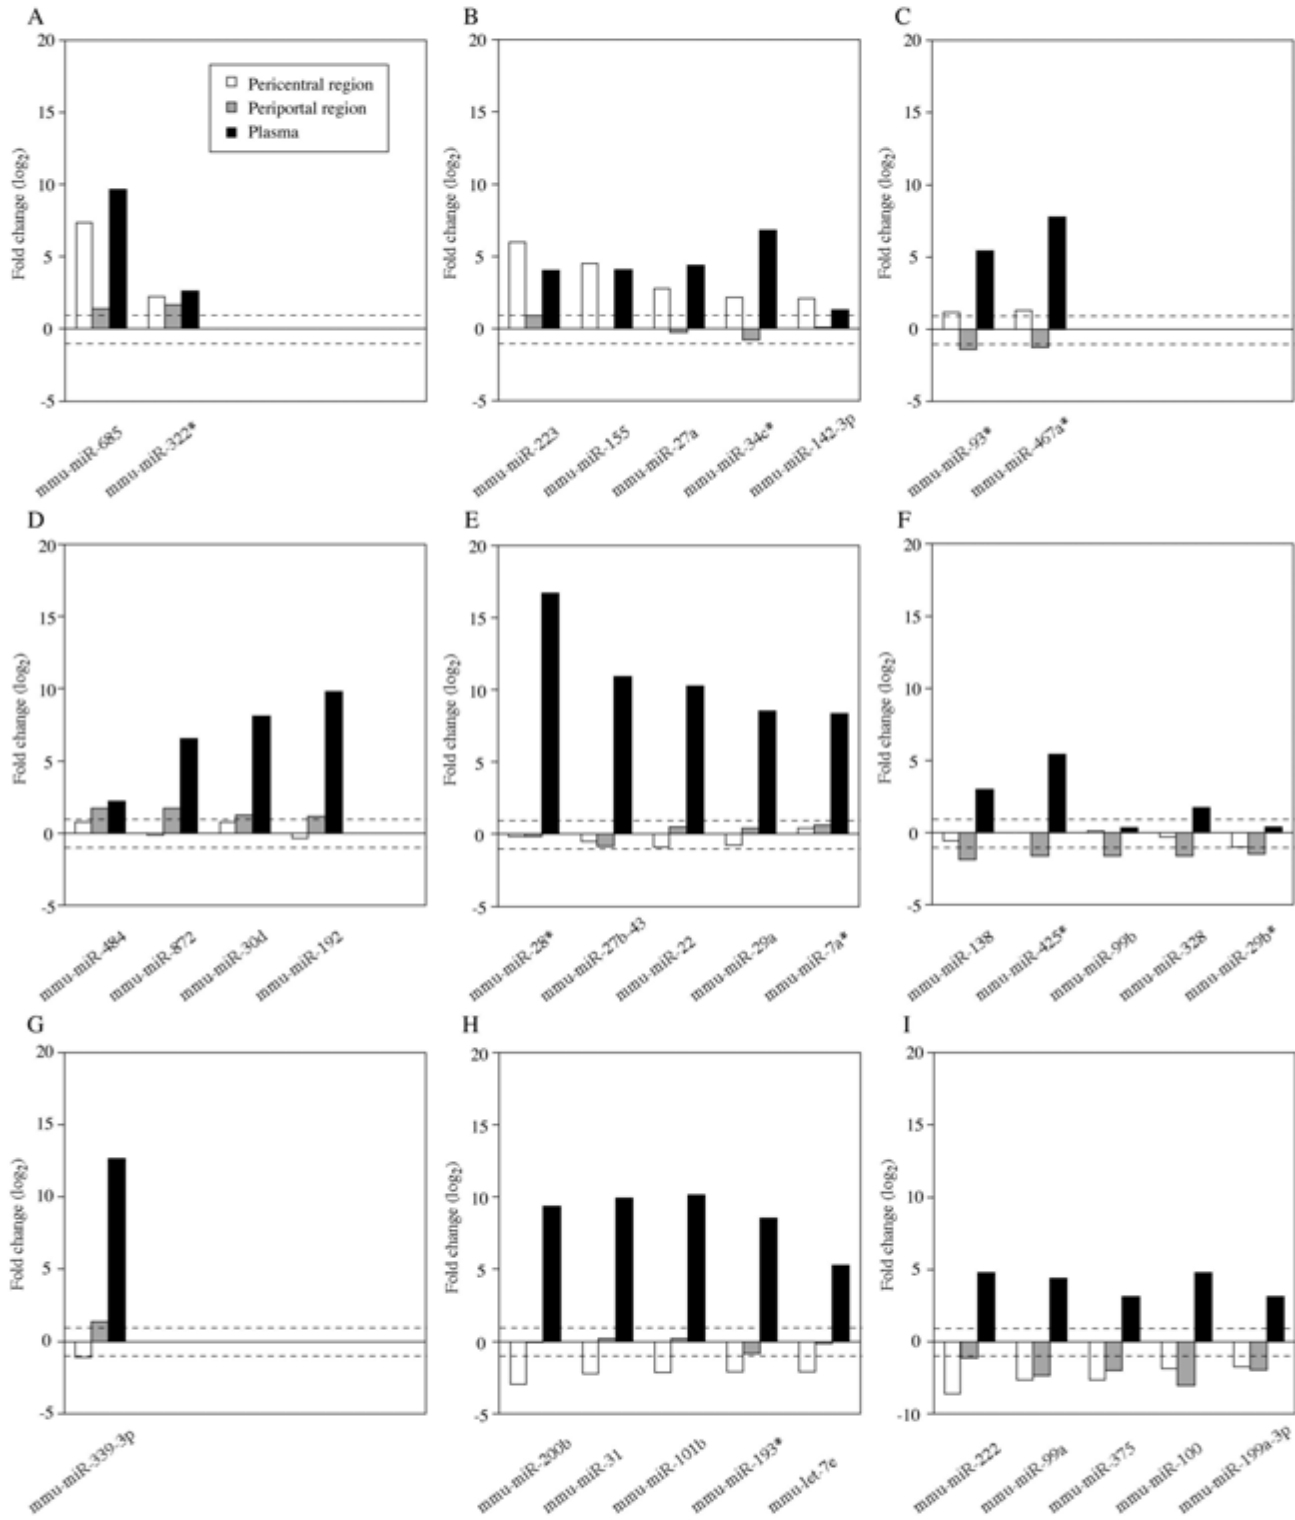 A
B
C
20
15
10
5
0
-5
Fold change (log2)
Pericentral region
Periportal region
Plasma
mmu-miR-685
mmu-miR-322*
20
15
10
5
0
-5
Fold change (log2)
mmu-miR-223
mmu-miR-155
mmu-miR-27a
mmu-miR-34c*
mmu-miR-142-3p
20
15
10
5
0
-5
Fold change (log2)
mmu-miR-93*
mmu-miR-467a*
D
E
F
20
15
10
5
0
-5
Fold change (log2)
mmu-miR-484
mmu-miR-872
mmu-miR-30d
mmu-miR-192
20
15
10
5
0
-5
Fold change (log2)
mmu-miR-28*
mmu-miR-27b-43
mmu-miR-22
mmu-miR-29a
mmu-miR-7a*
20
15
10
5
0
-5
Fold change (log2)
mmu-miR-138
mmu-miR-425*
mmu-miR-99b
mmu-miR-328
mmu-miR-29b*
G
H
I
20
15
10
5
0
-5
Fold change (log2)
mmu-miR-339-3p
20
15
10
5
0
-5
Fold change (log2)
mmu-miR-200b
mmu-miR-31
mmu-miR-101b
mmu-miR-193*
mmu-let-7e
20
15
10
5
0
-10
Fold change (log2)
mmu-miR-222
mmu-miR-99a
mmu-miR-375
mmu-miR-100
mmu-miR-199a-3p